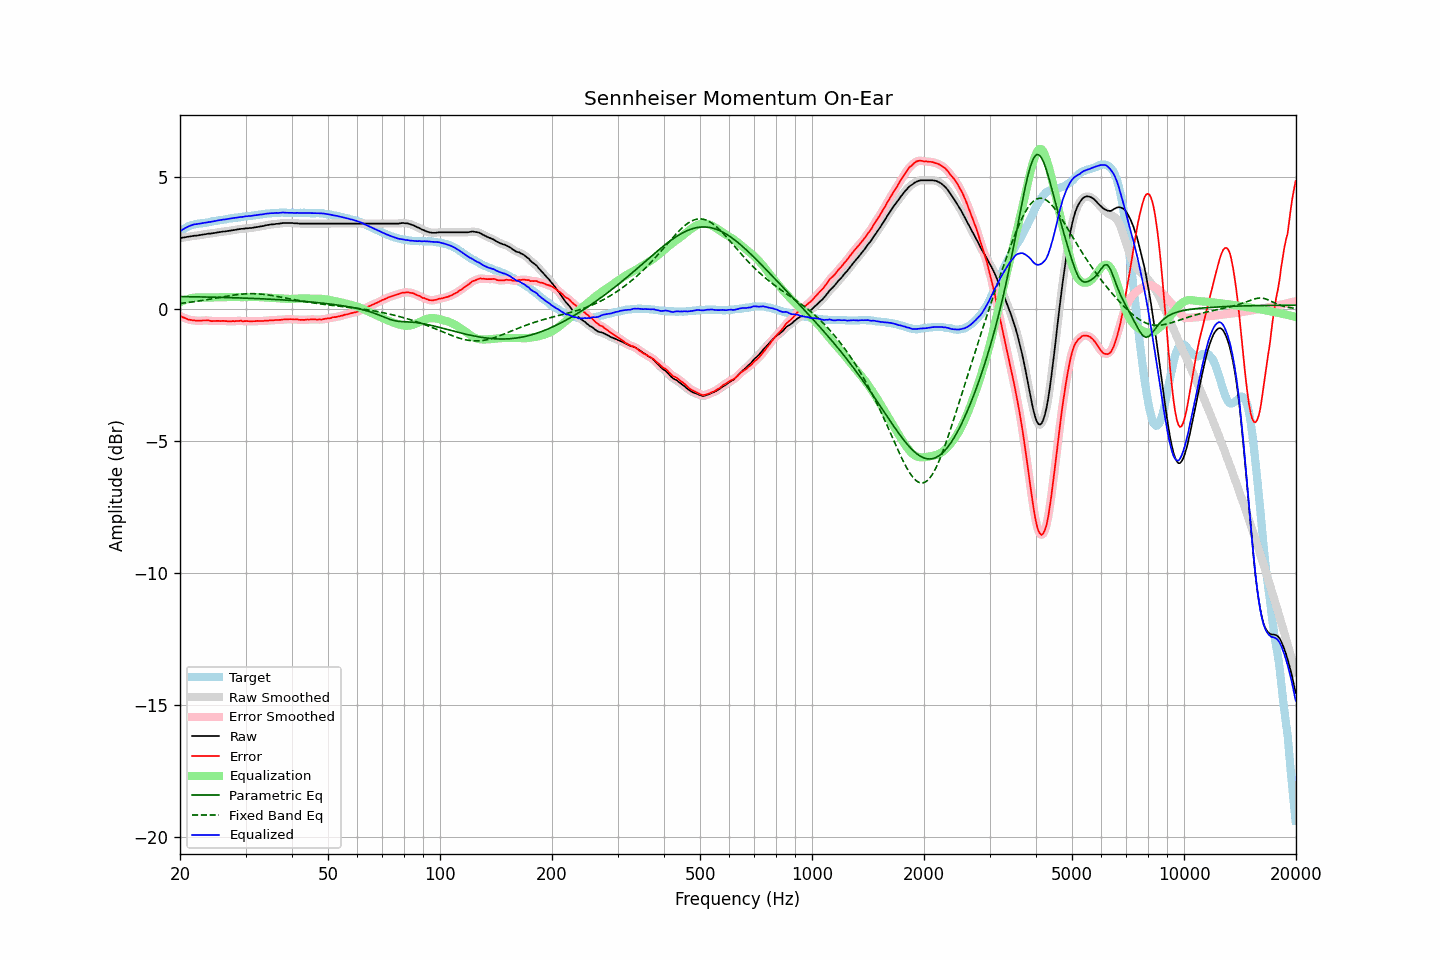 Sennheiser Momentum On-Ear
Amplitude (dBr)
5
0
−5
−10
−15
−20
Target
Raw Smoothed
Error Smoothed
Raw
Error
Equalization
Parametric Eq
Fixed Band Eq
Equalized
20 50 100 200 500 1000 2000 5000 10000 20000
Frequency (Hz)